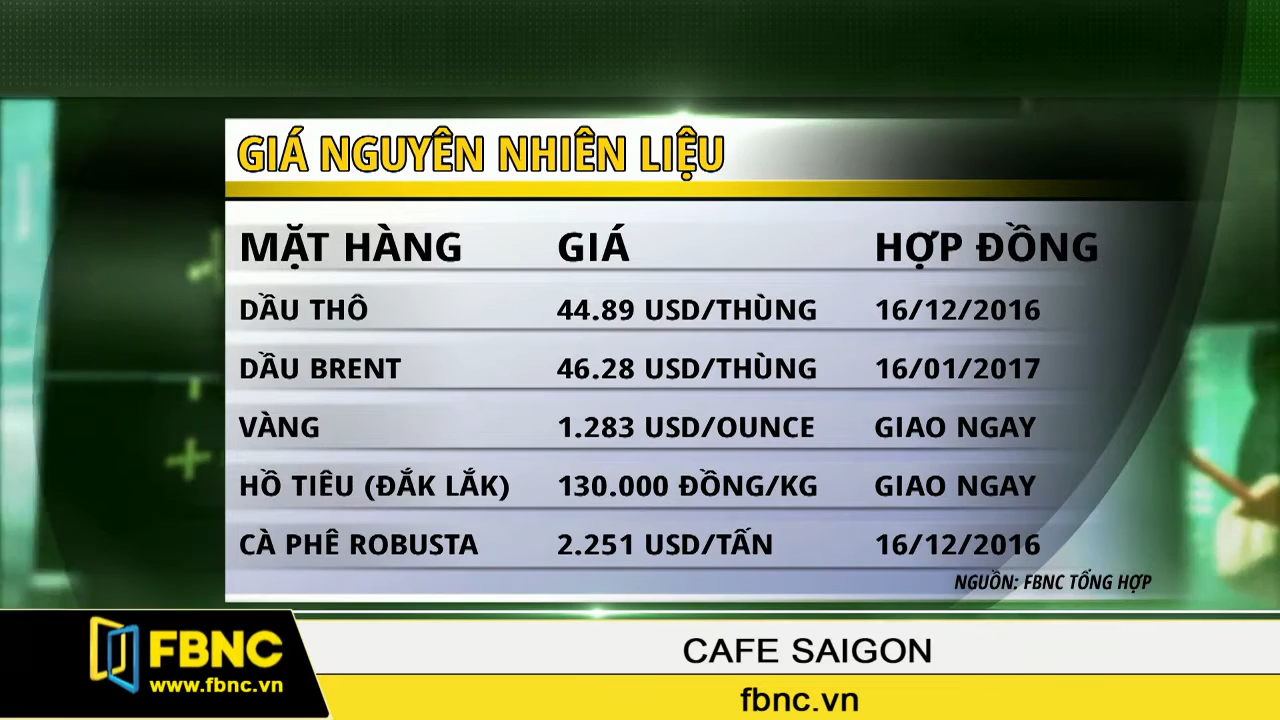 GIÁ NGUYÊN NHIÊN LIỆU
MẶT HÀNG GIÁ HỢP ĐỒNG
DẦU THÔ 44.89 USD/THÙNG 16/12/2016
DẦU BRENT 46.28 USD/THÙNG 16/01/2017
VÀNG 1.283 USD/OUNCE GIAO NGAY
HỒ TIÊU (ĐẮK LẮK) 130.000 ĐỒNG/KG GIAO NGAY
CÀ PHÊ ROBUSTA 2.251 USD/TẤN 16/12/2016
NGUỒN: FBNC TỔNG HỢP
FBNC
www.fbnc.vn
CAFE SAIGON
fbnc.vn